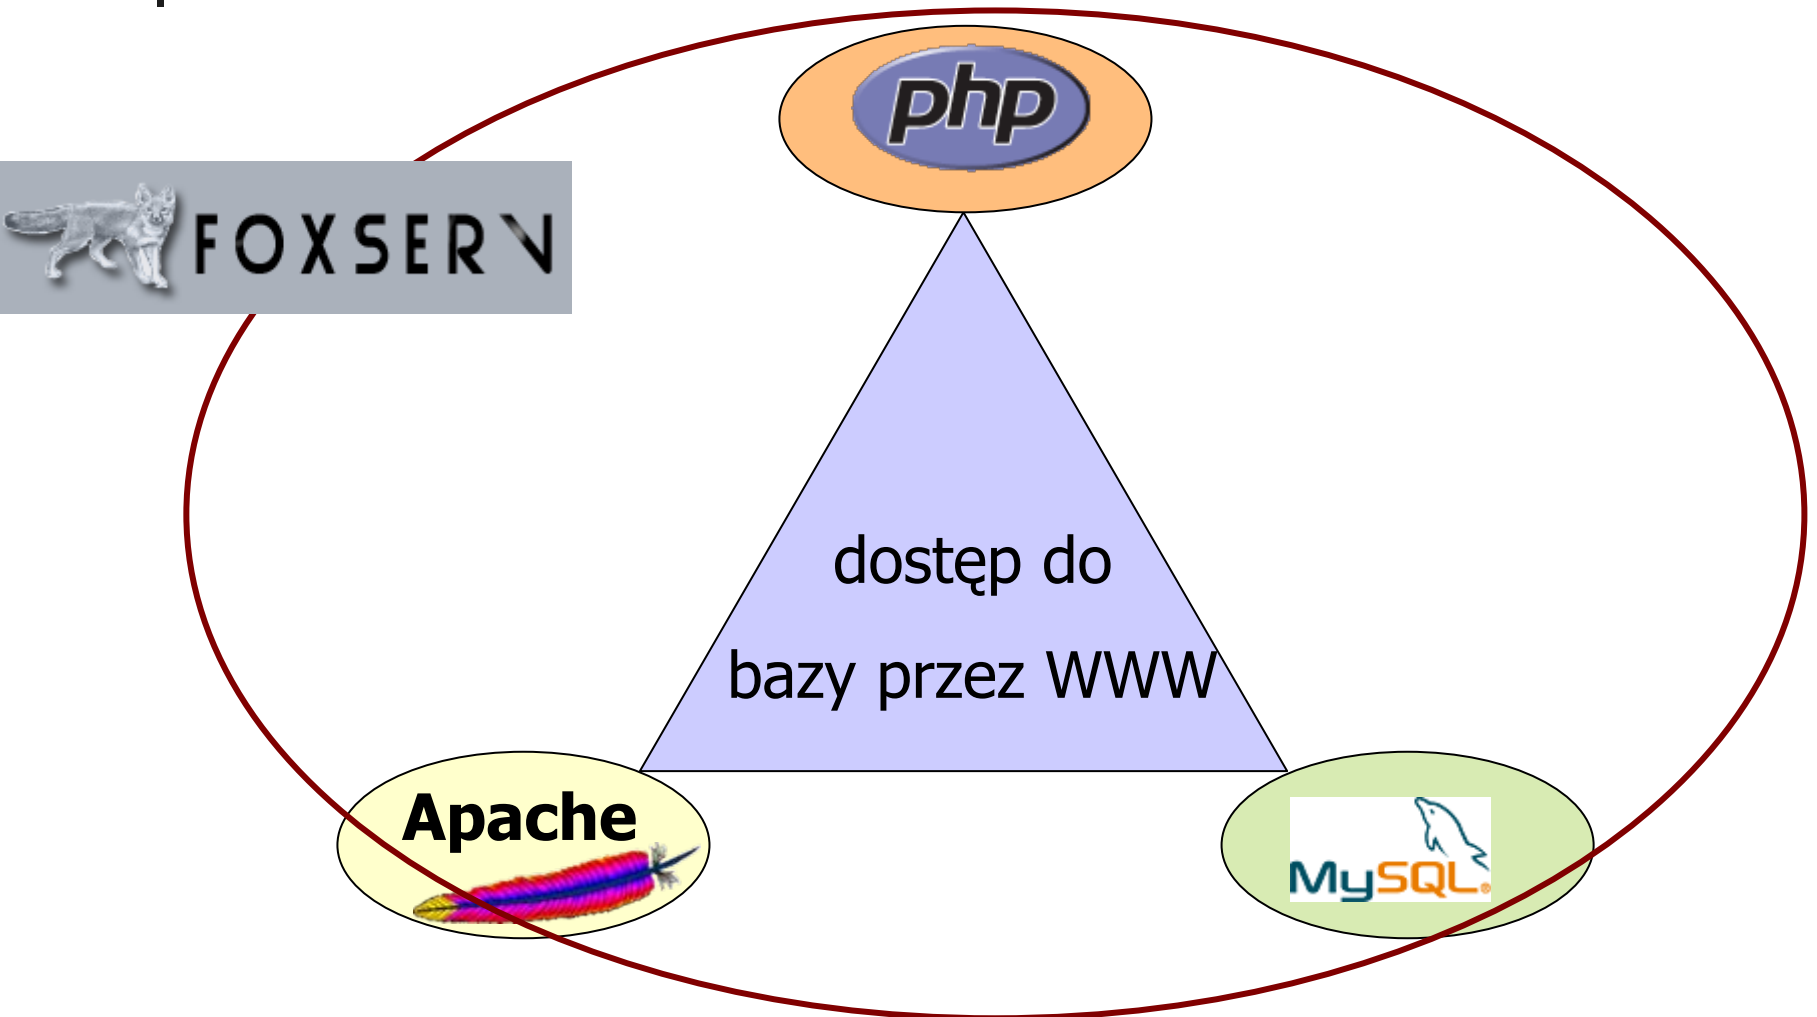 php
FOXSERV
dostęp do
bazy przez WWW
Apache
MySQL®